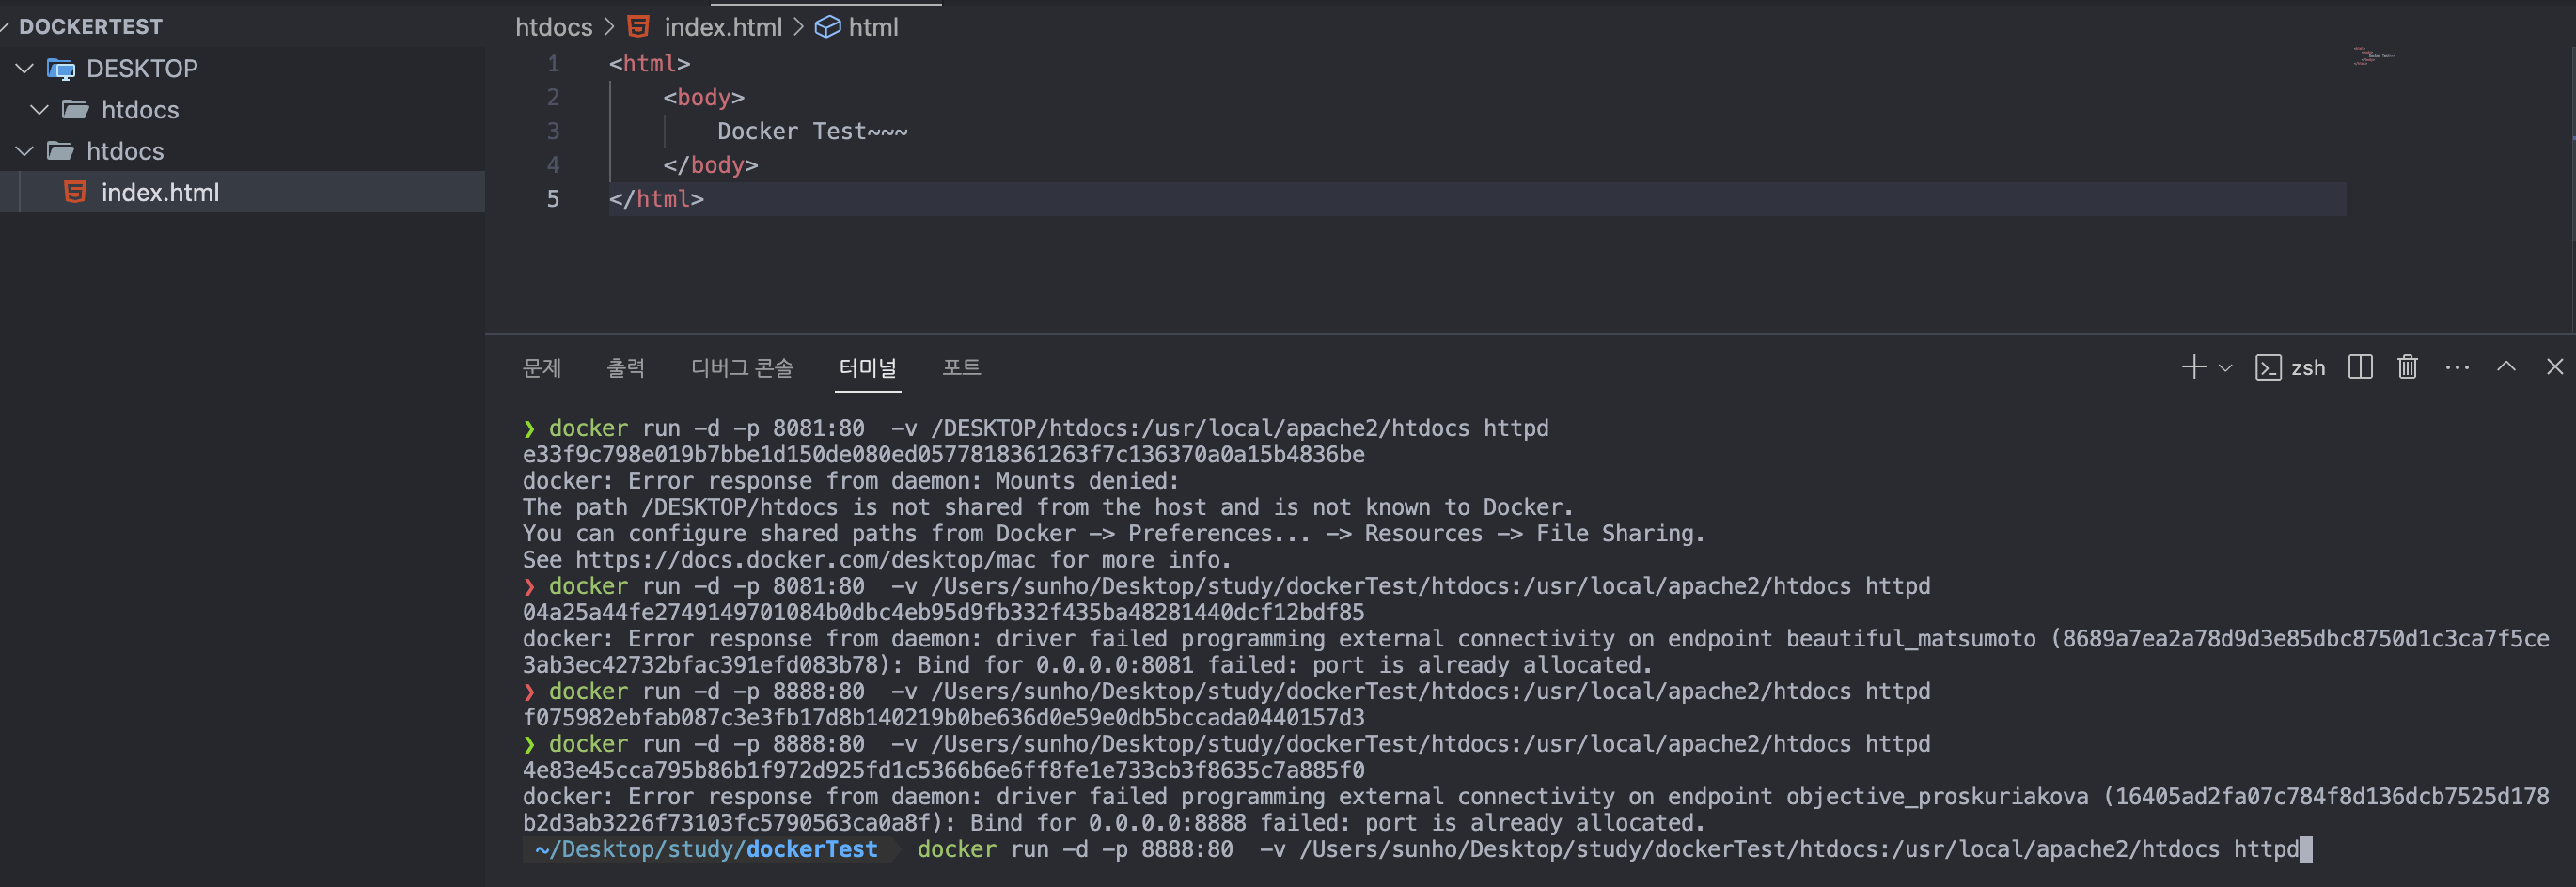 DOCKERTEST
DESKTOP
htdocs
htdocs
index.html
htdocs > index.html > html
1 <html>
2 <body>
3 Docker Test~~~
4 </body>
5 </html>
문제 출력 디버그 콘솔 터미널 포트 zsh
❯ docker run -d -p 8081:80  -v /DESKTOP/htdocs:/usr/local/apache2/htdocs httpd
e33f9c798e019b7bbe1d150de080ed0577818361263f7c136370a0a15b4836be
docker: Error response from daemon: Mounts denied:
The path /DESKTOP/htdocs is not shared from the host and is not known to Docker.
You can configure shared paths from Docker -> Preferences... -> Resources -> File Sharing.
See https://docs.docker.com/desktop/mac for more info.
❯ docker run -d -p 8081:80  -v /Users/sunho/Desktop/study/dockerTest/htdocs:/usr/local/apache2/htdocs httpd
04a25a44fe2749149701084b0dbc4eb95d9fb332f435ba48281440dcf12bdf85
docker: Error response from daemon: driver failed programming external connectivity on endpoint beautiful_matsumoto (8689a7ea2a78d9d3e85dbc8750d1c3ca7f5ce
3ab3ec42732bfac391efd083b78): Bind for 0.0.0.0:8081 failed: port is already allocated.
❯ docker run -d -p 8888:80  -v /Users/sunho/Desktop/study/dockerTest/htdocs:/usr/local/apache2/htdocs httpd
f075982ebfab087c3e3fb17d8b140219b0be636d0e59e0db5bccada0440157d3
❯ docker run -d -p 8888:80  -v /Users/sunho/Desktop/study/dockerTest/htdocs:/usr/local/apache2/htdocs httpd
4e83e45cca795b86b1f972d925fd1c5366b6e6ff8fe1e733cb3f8635c7a885f0
docker: Error response from daemon: driver failed programming external connectivity on endpoint objective_proskuriakova (16405ad2fa07c784f8d136dcb7525d178
b2d3ab3226f73103fc5790563ca0a8f): Bind for 0.0.0.0:8888 failed: port is already allocated.
~/Desktop/study/dockerTest docker run -d -p 8888:80  -v /Users/sunho/Desktop/study/dockerTest/htdocs:/usr/local/apache2/htdocs httpd